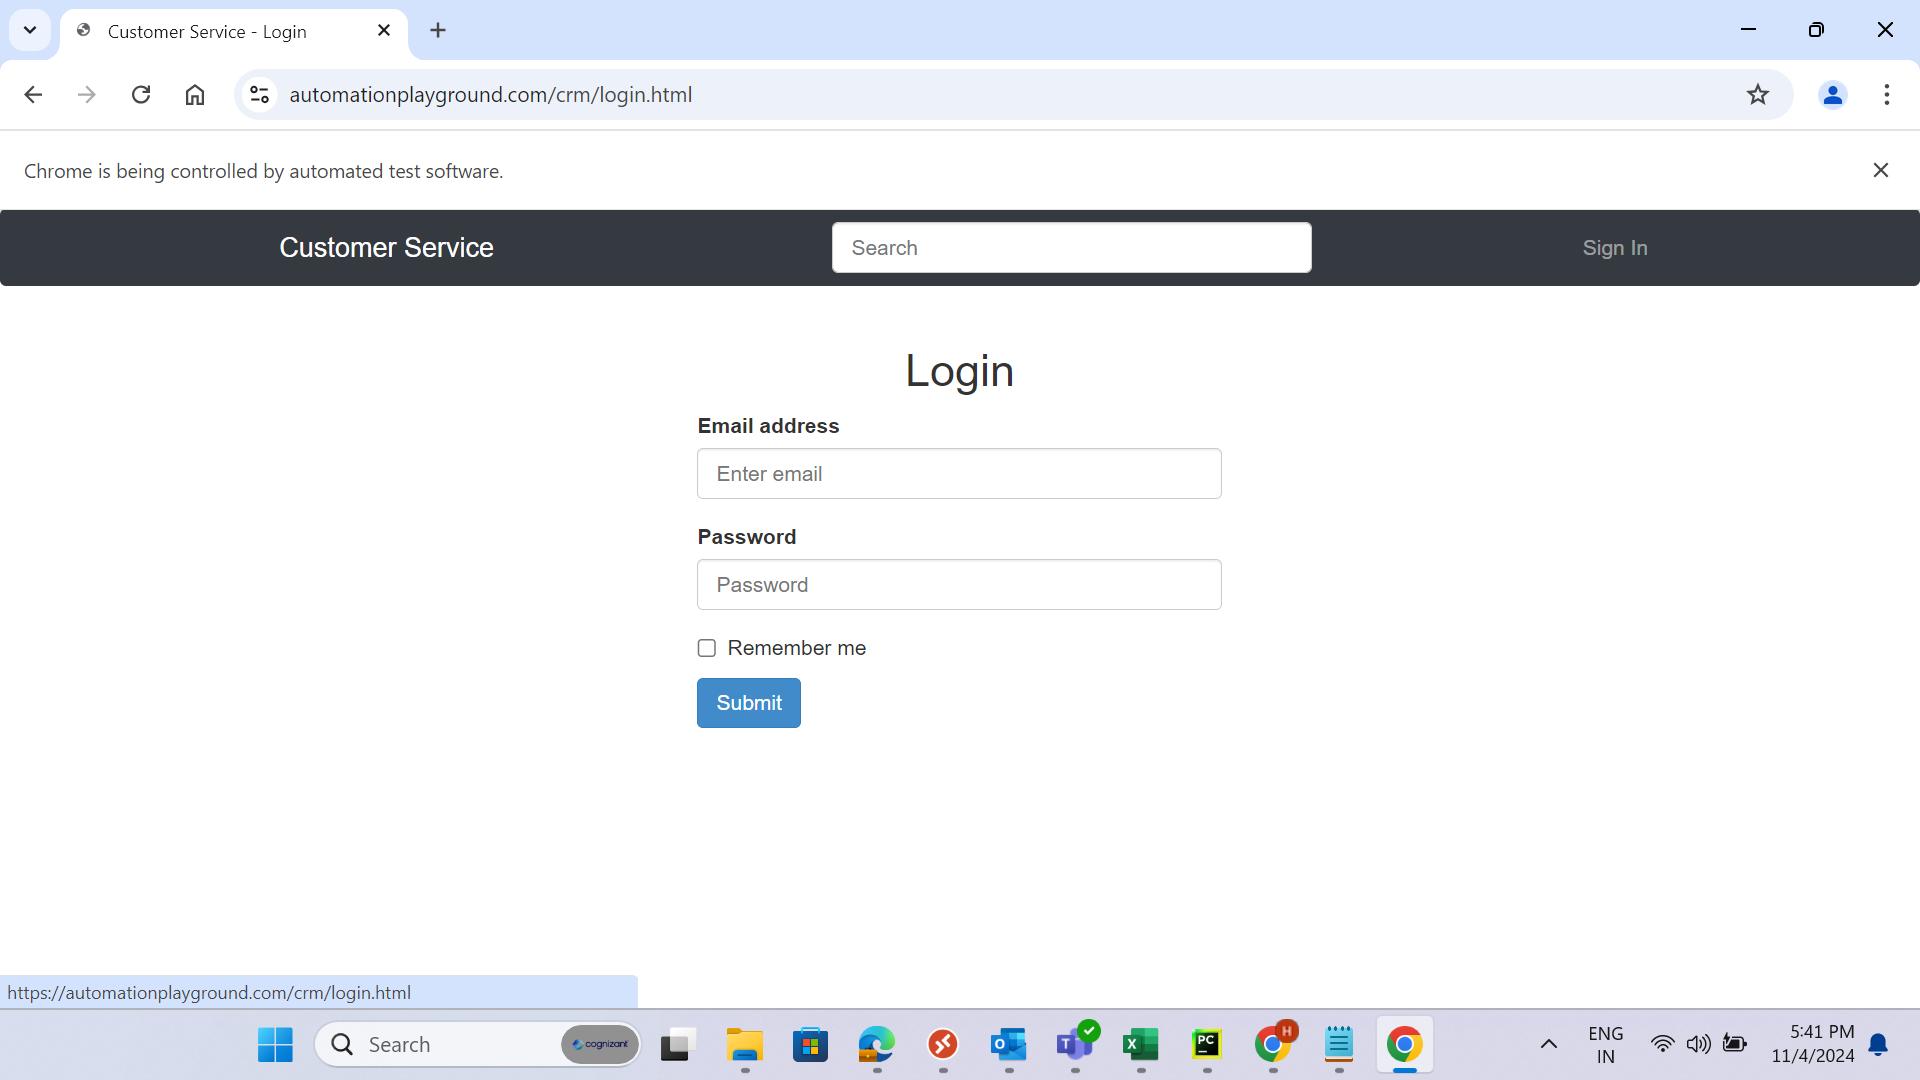 Customer Service - Login
automationplayground.com/crm/login.html
Chrome is being controlled by automated test software.
Customer Service
Search
Sign In
Login
Email address
Enter email
Password
Password
Remember me
Submit
https://automationplayground.com/crm/login.html
Search
cognizant
PC
H
ENG
IN
5:41 PM
11/4/2024